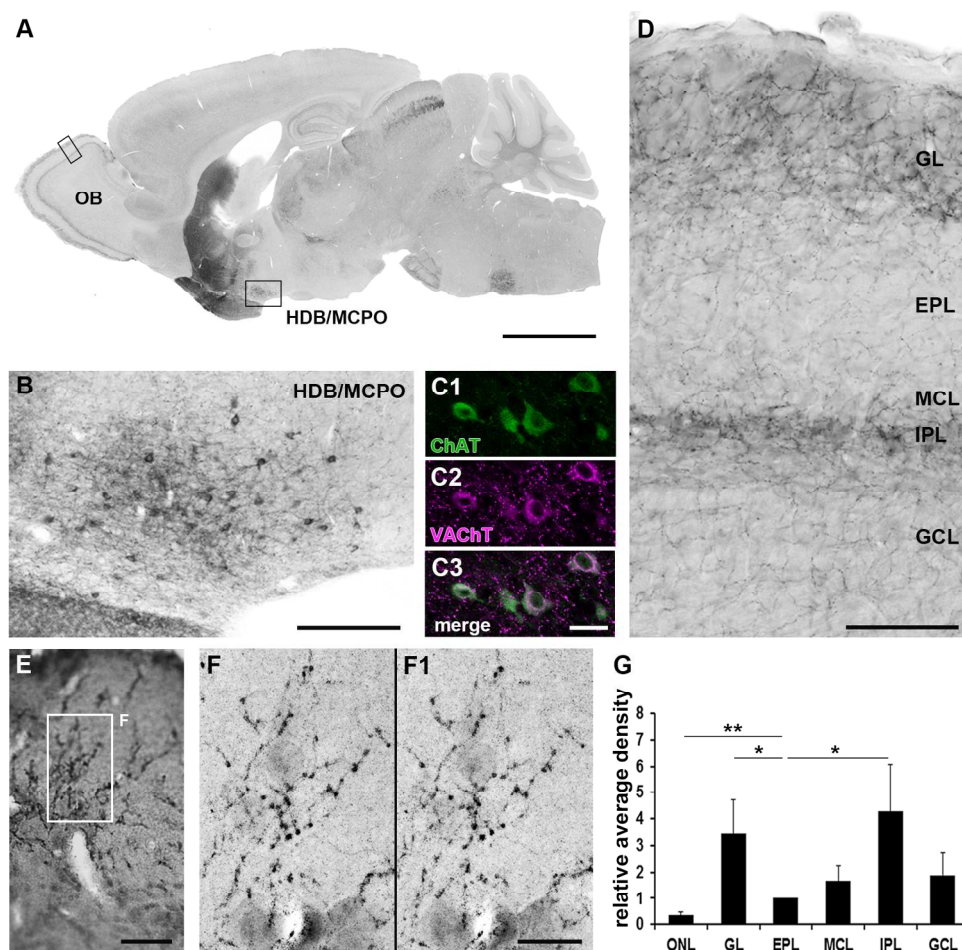 A
OB
HDB/MCPO
B
HDB/MCPO
C1
ChAT
C2
VAChT
C3
merge
D
GL
EPL
MCL
IPL
GCL
E
F
F
F1
G
relative average density
8
7
6
5
4
3
2
1
0
**
*
*
ONL GL EPL MCL IPL GCL